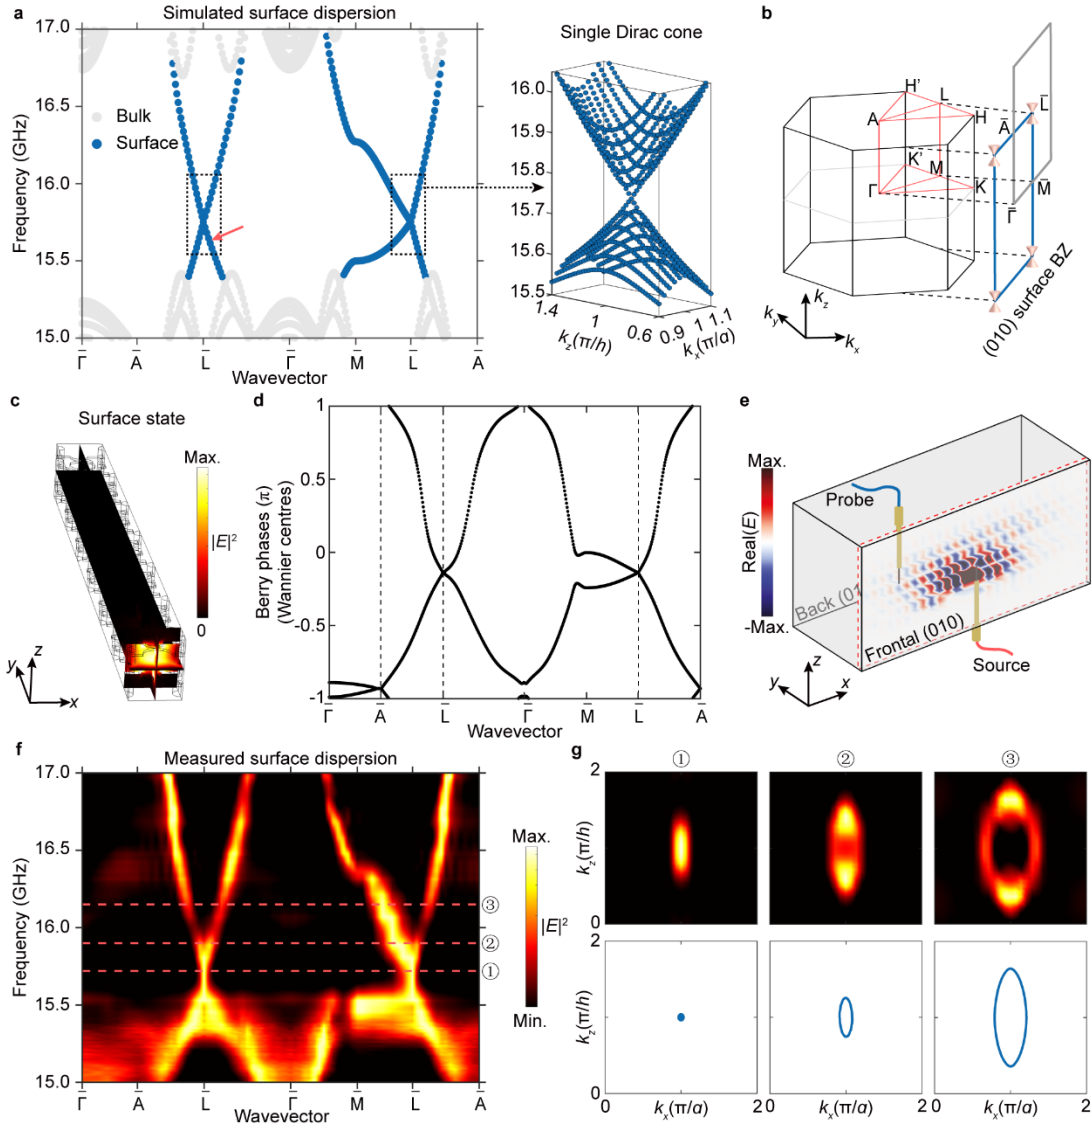 a
Simulated surface dispersion
17.0
16.5
16.0
15.5
15.0
Frequency (GHz)
Bulk
Surface
Γ̅
A̅
L̅
Γ̅
M̅
L̅
A̅
Wavevector
Single Dirac cone
16.0
15.9
15.8
15.7
15.6
15.5
1.4
1
0.6
0.9
1
1.1
k_z(π/h)
k_x(π/a)
b
H'
L
A
H
K'
M
Γ
K
L̅
A̅
M̅
Γ̅
(010) surface BZ
k_z
k_y
k_x
c
Surface state
Max.
|E|²
0
z
y
x
d
1
0.5
0
-0.5
-1
Berry phases (π)
(Wannier centres)
Γ̅
A̅
L̅
Γ̅
M̅
L̅
A̅
Wavevector
e
Max.
Real(E)
-Max.
Probe
Back (01
Frontal (010)
Source
z
y
x
f
Measured surface dispersion
17.0
16.5
16.0
15.5
15.0
Frequency (GHz)
③
②
①
Γ̅
A̅
L̅
Γ̅
M̅
L̅
A̅
Wavevector
Max.
|E|²
Min.
g
①
②
③
2
k_z(π/h)
0
2
k_z(π/h)
0
0
2
0
2
0
2
k_x(π/a)
k_x(π/a)
k_x(π/a)